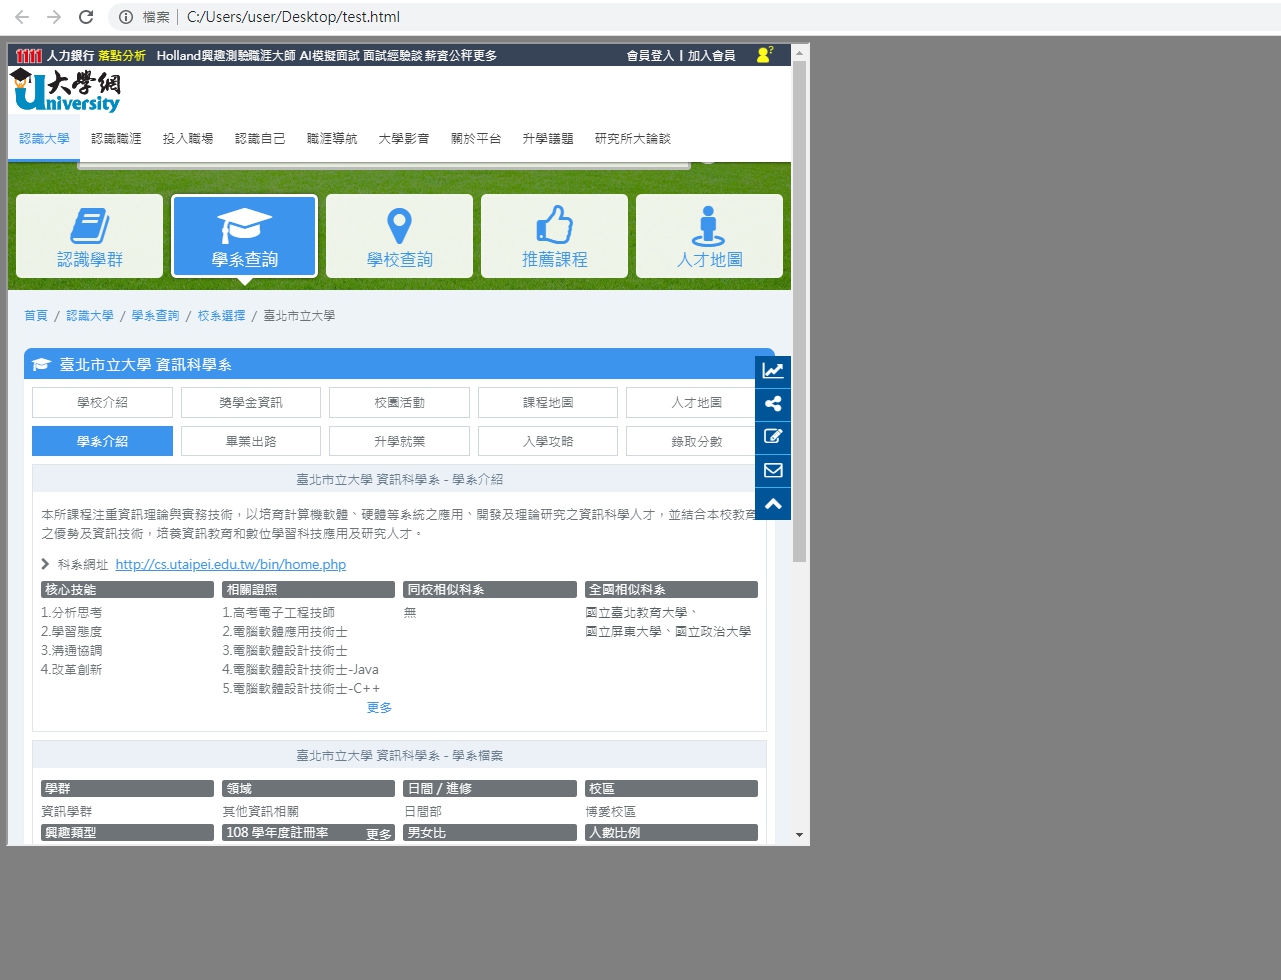 檔案 C:/Users/user/Desktop/test.html
1111 人力銀行 落點分析 Holland興趣測驗職涯大師 AI模擬面試 面試經驗談 薪資公秤更多 會員登入 | 加入會員
大學網
University
認識大學 認識職涯 投入職場 認識自己 職涯導航 大學影音 關於平台 升學議題 研究所大論談
認識學群 學系查詢 學校查詢 推薦課程 人才地圖
首頁 / 認識大學 / 學系查詢 / 校系選擇 / 臺北市立大學
臺北市立大學 資訊科學系
學校介紹 獎學金資訊 校園活動 課程地圖 人才地圖
學系介紹 畢業出路 升學就業 入學攻略 錄取分數
臺北市立大學 資訊科學系 - 學系介紹
本所課程注重資訊理論與實務技術，以培育計算機軟體、硬體等系統之應用、開發及理論研究之資訊科學人才，並結合本校教育
之優勢及資訊技術，培養資訊教育和數位學習科技應用及研究人才。
科系網址 http://cs.utaipei.edu.tw/bin/home.php
核心技能 相關證照 同校相似科系 全國相似科系
1.分析思考 1.高考電子工程技師 無 國立臺北教育大學、
2.學習態度 2.電腦軟體應用技術士 國立屏東大學、國立政治大學
3.溝通協調 3.電腦軟體設計技術士
4.改革創新 4.電腦軟體設計技術士-Java
5.電腦軟體設計技術士-C++
更多
臺北市立大學 資訊科學系 - 學系檔案
學群 領域 日間 / 進修 校區
資訊學群 其他資訊相關 日間部 博愛校區
興趣類型 108 學年度註冊率 更多 男女比 人數比例